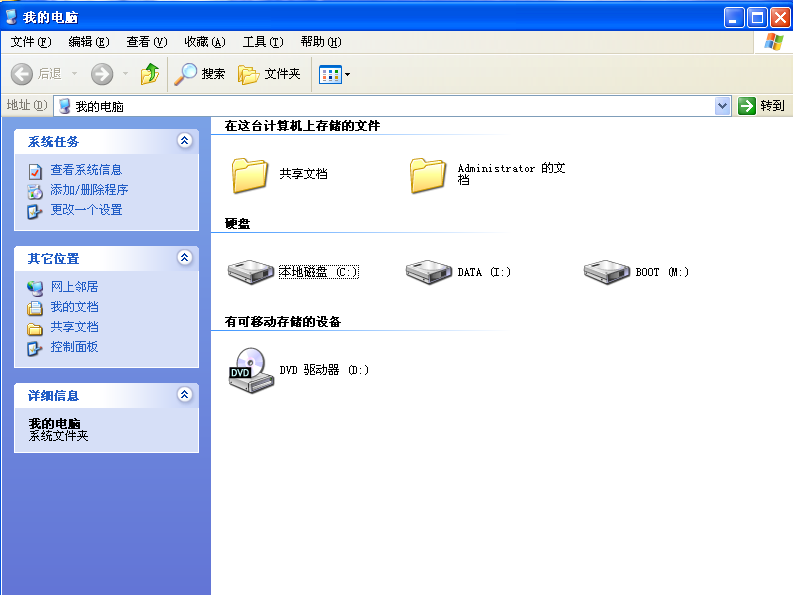 我的电脑
文件(F) 编辑(E) 查看(V) 收藏(A) 工具(T) 帮助(H)
后退 搜索 文件夹
地址(D) 我的电脑 转到
系统任务
查看系统信息
添加/删除程序
更改一个设置
其它位置
网上邻居
我的文档
共享文档
控制面板
详细信息
我的电脑
系统文件夹
在这台计算机上存储的文件
共享文档
Administrator 的文
档
硬盘
本地磁盘 (C:) DATA (I:) BOOT (M:)
有可移动存储的设备
DVD
DVD 驱动器 (D:)